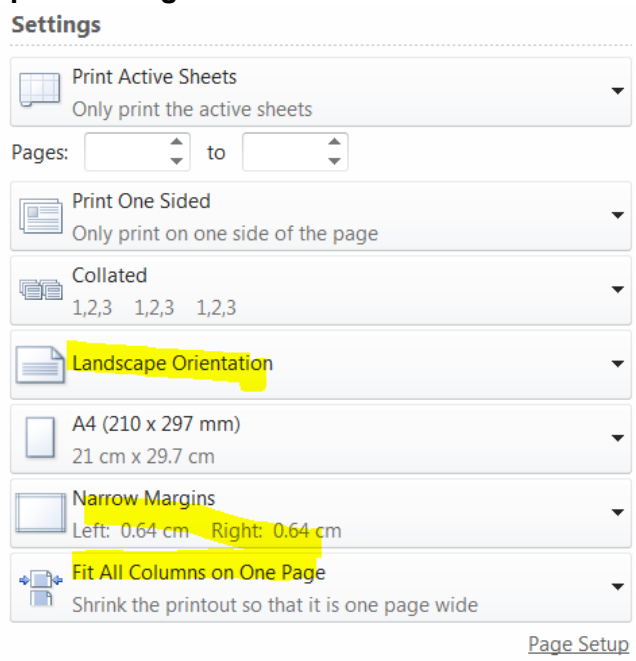 Settings
Print Active Sheets
Only print the active sheets
Pages: to
Print One Sided
Only print on one side of the page
Collated
1,2,3 1,2,3 1,2,3
Landscape Orientation
A4 (210 x 297 mm)
21 cm x 29.7 cm
Narrow Margins
Left: 0.64 cm Right: 0.64 cm
Fit All Columns on One Page
Shrink the printout so that it is one page wide
Page Setup